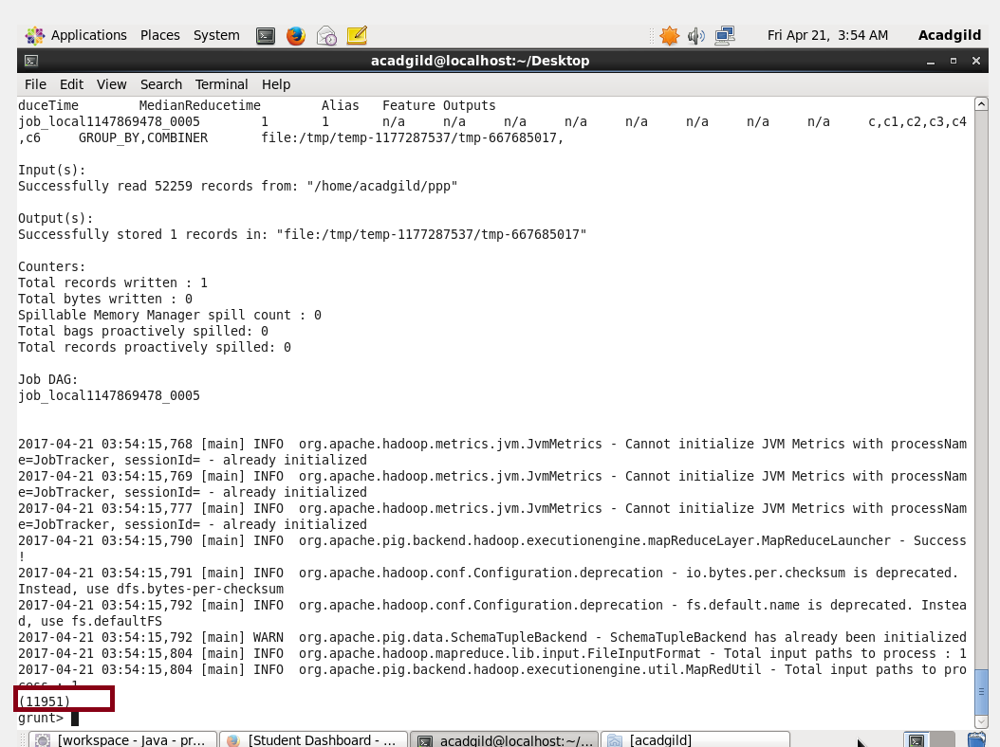 Applications Places System Fri Apr 21, 3:54 AM Acadgild
acadgild@localhost:~/Desktop
File Edit View Search Terminal Help
duceTime MedianReducetime Alias Feature Outputs
job_local1147869478_0005 1 1 n/a n/a n/a n/a n/a n/a n/a n/a c,c1,c2,c3,c4
,c6 GROUP_BY,COMBINER file:/tmp/temp-1177287537/tmp-667685017,
Input(s):
Successfully read 52259 records from: "/home/acadgild/ppp"
Output(s):
Successfully stored 1 records in: "file:/tmp/temp-1177287537/tmp-667685017"
Counters:
Total records written : 1
Total bytes written : 0
Spillable Memory Manager spill count : 0
Total bags proactively spilled: 0
Total records proactively spilled: 0
Job DAG:
job_local1147869478_0005
2017-04-21 03:54:15,768 [main] INFO org.apache.hadoop.metrics.jvm.JvmMetrics - Cannot initialize JVM Metrics with processNam
e=JobTracker, sessionId= - already initialized
2017-04-21 03:54:15,769 [main] INFO org.apache.hadoop.metrics.jvm.JvmMetrics - Cannot initialize JVM Metrics with processNam
e=JobTracker, sessionId= - already initialized
2017-04-21 03:54:15,777 [main] INFO org.apache.hadoop.metrics.jvm.JvmMetrics - Cannot initialize JVM Metrics with processNam
e=JobTracker, sessionId= - already initialized
2017-04-21 03:54:15,790 [main] INFO org.apache.pig.backend.hadoop.executionengine.mapReduceLayer.MapReduceLauncher - Success
!
2017-04-21 03:54:15,791 [main] INFO org.apache.hadoop.conf.Configuration.deprecation - io.bytes.per.checksum is deprecated.
Instead, use dfs.bytes-per-checksum
2017-04-21 03:54:15,792 [main] INFO org.apache.hadoop.conf.Configuration.deprecation - fs.default.name is deprecated. Instea
d, use fs.defaultFS
2017-04-21 03:54:15,792 [main] WARN org.apache.pig.data.SchemaTupleBackend - SchemaTupleBackend has already been initialized
2017-04-21 03:54:15,804 [main] INFO org.apache.hadoop.mapreduce.lib.input.FileInputFormat - Total input paths to process : 1
2017-04-21 03:54:15,804 [main] INFO org.apache.pig.backend.hadoop.executionengine.util.MapRedUtil - Total input paths to pro
cess : 1
(11951)
grunt>
[workspace - Java - pr... [Student Dashboard - ... acadgild@localhost:~/... [acadgild]